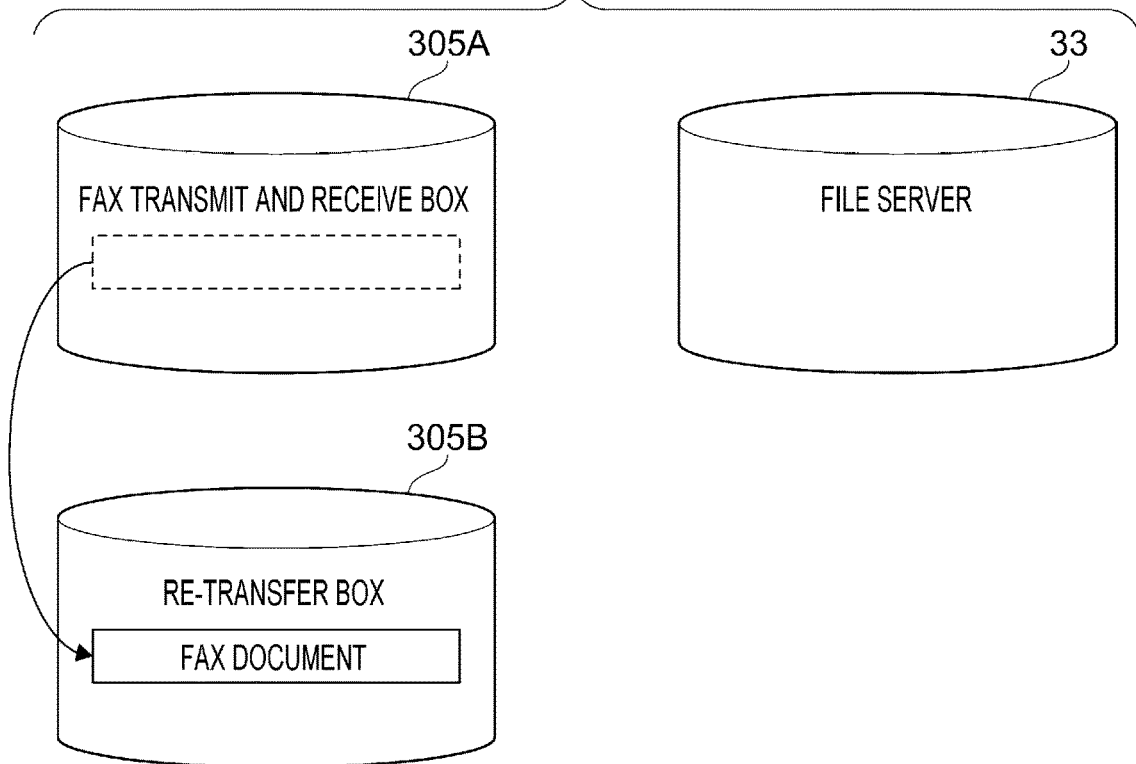 305A
33
FAX TRANSMIT AND RECEIVE BOX
FILE SERVER
305B
RE-TRANSFER BOX
FAX DOCUMENT